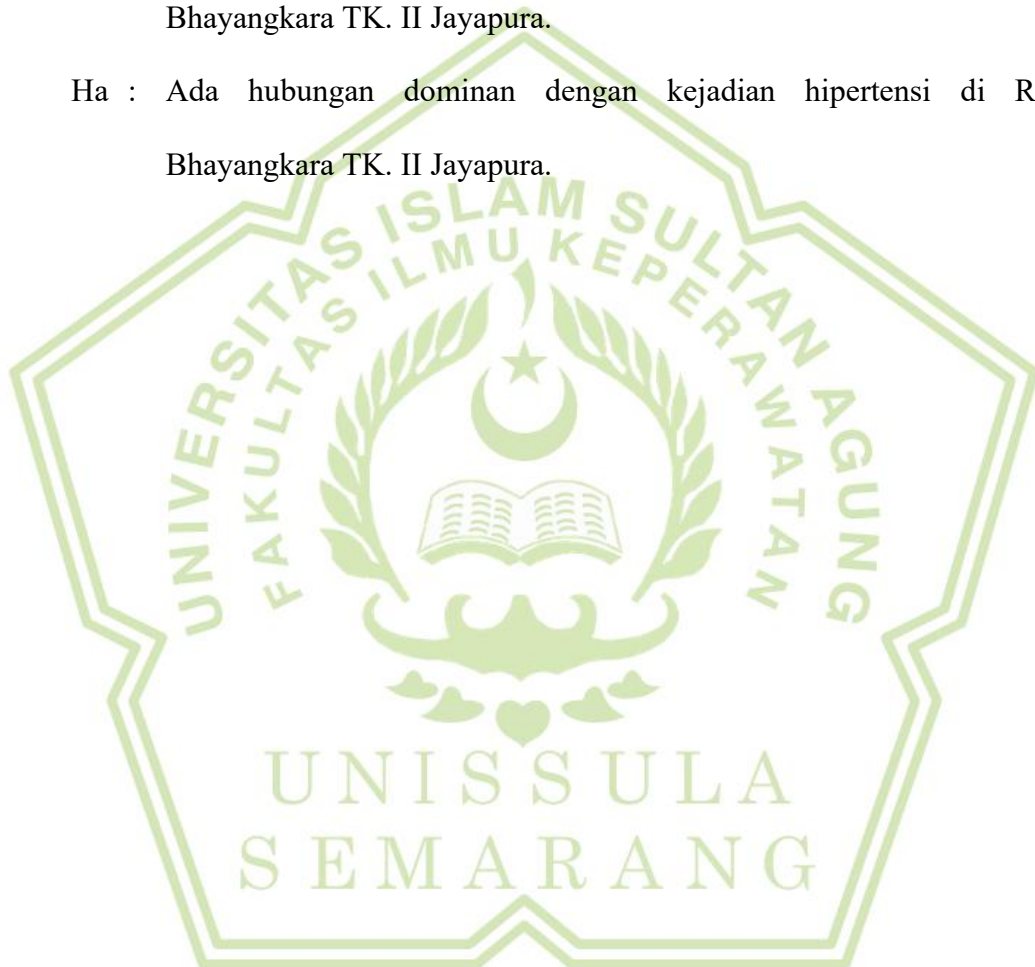 Bhayangkara TK. II Jayapura.
Ha : Ada hubungan dominan dengan kejadian hipertensi di R
Bhayangkara TK. II Jayapura.
UNIVERSITAS ISLAM SULTAN AGUNG
FAKULTAS ILMU KEPERAWATAN
UNISSULA
SEMARANG